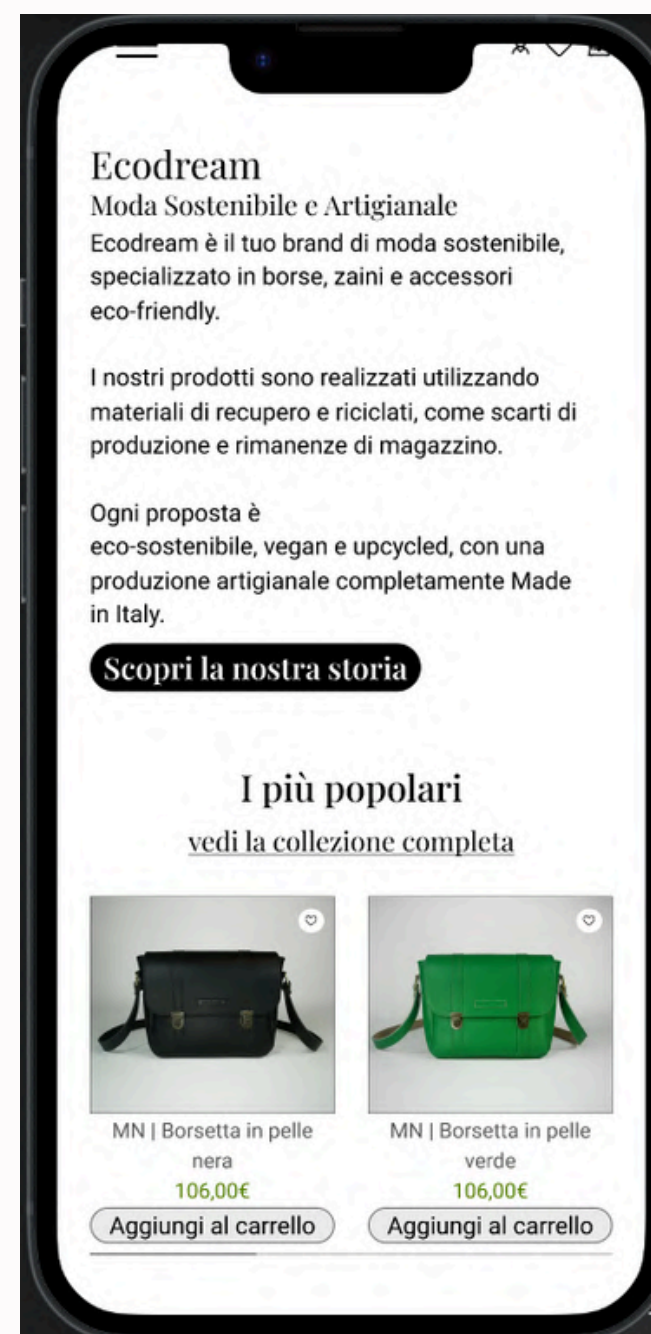 Ecodream
Moda Sostenibile e Artigianale
Ecodream è il tuo brand di moda sostenibile,
specializzato in borse, zaini e accessori
eco-friendly.
I nostri prodotti sono realizzati utilizzando
materiali di recupero e riciclati, come scarti di
produzione e rimanenze di magazzino.
Ogni proposta è
eco-sostenibile, vegan e upcycled, con una
produzione artigianale completamente Made
in Italy.
Scopri la nostra storia
I più popolari
vedi la collezione completa
MN | Borsetta in pelle
nera
106,00€
Aggiungi al carrello
MN | Borsetta in pelle
verde
106,00€
Aggiungi al carrello